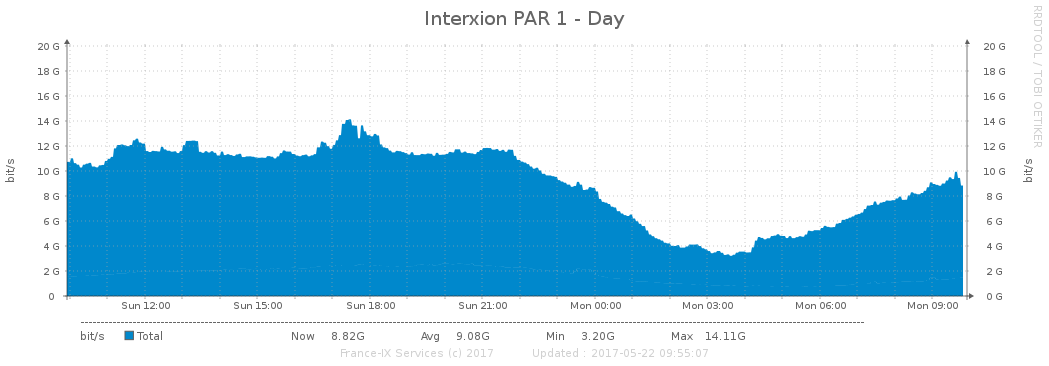 Interxion PAR 1 - Day
RRDTOOL / TOBI OETIKER
bit/s
20 G 20 G
18 G 18 G
16 G 16 G
14 G 14 G
12 G 12 G
10 G 10 G
8 G 8 G
6 G 6 G
4 G 4 G
2 G 2 G
0 0 G
bit/s
Sun 12:00 Sun 15:00 Sun 18:00 Sun 21:00 Mon 00:00 Mon 03:00 Mon 06:00 Mon 09:00
bit/s Total Now 8.82G Avg 9.08G Min 3.20G Max 14.11G
France-IX Services (c) 2017 Updated : 2017-05-22 09:55:07